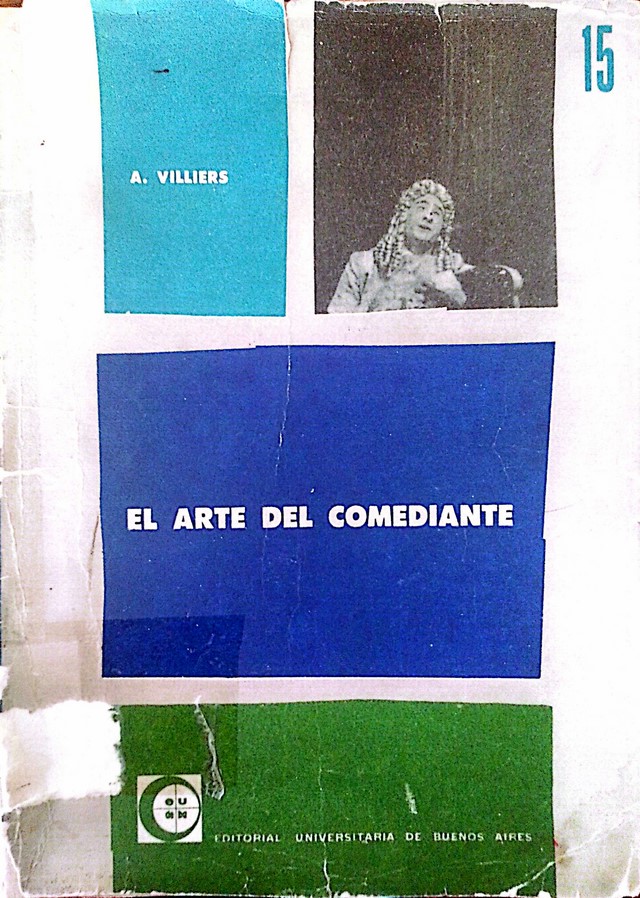 15
A. VILLIERS
EL ARTE DEL COMEDIANTE
EDITORIAL UNIVERSITARIA DE BUENOS AIRES